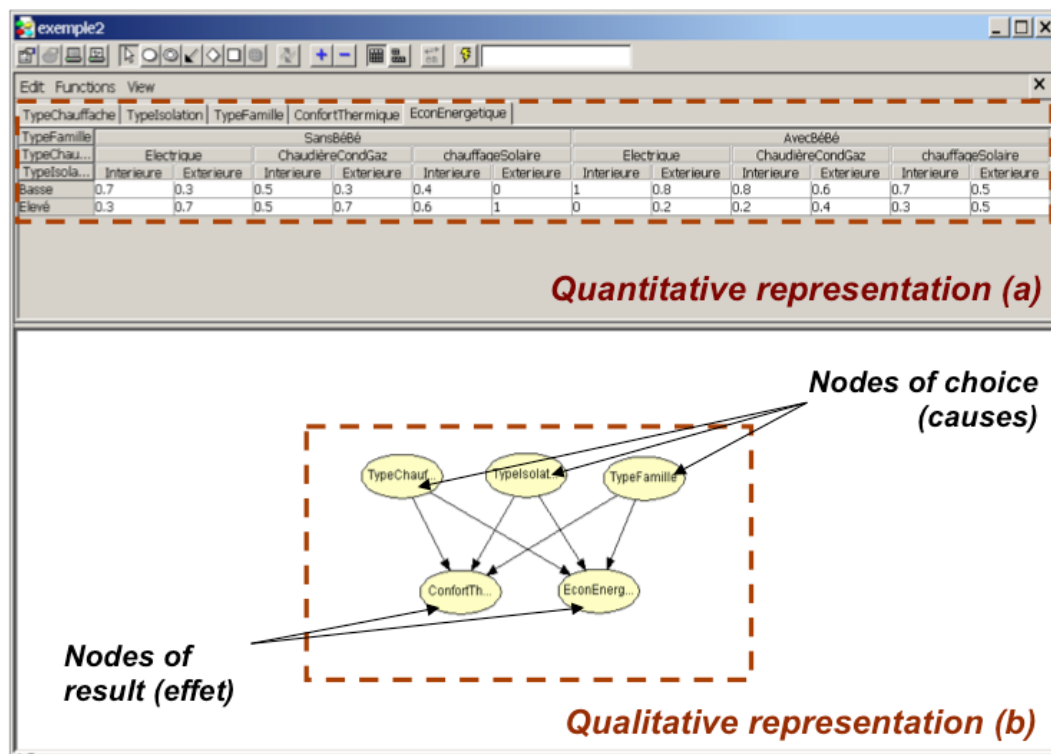 exemple2
Edit Functions View
TypeChauffache TypeIsolation TypeFamille ConfortThermique EconEnergetique
TypeFamille SansBéBé AvecBéBé
TypeChau... Electrique ChaudièreCondGaz chauffageSolaire Electrique ChaudièreCondGaz chauffageSolaire
TypeIsola... Interieure Exterieure Interieure Exterieure Interieure Exterieure Interieure Exterieure Interieure Exterieure Interieure Exterieure
Basse 0.7 0.3 0.5 0.3 0.4 0 1 0.8 0.8 0.6 0.7 0.5
Elevé 0.3 0.7 0.5 0.7 0.6 1 0 0.2 0.2 0.4 0.3 0.5
Quantitative representation (a)
Nodes of choice
(causes)
TypeChauf... TypeIsolat... TypeFamille
ConfortTh... EconEnerg...
Nodes of
result (effet)
Qualitative representation (b)